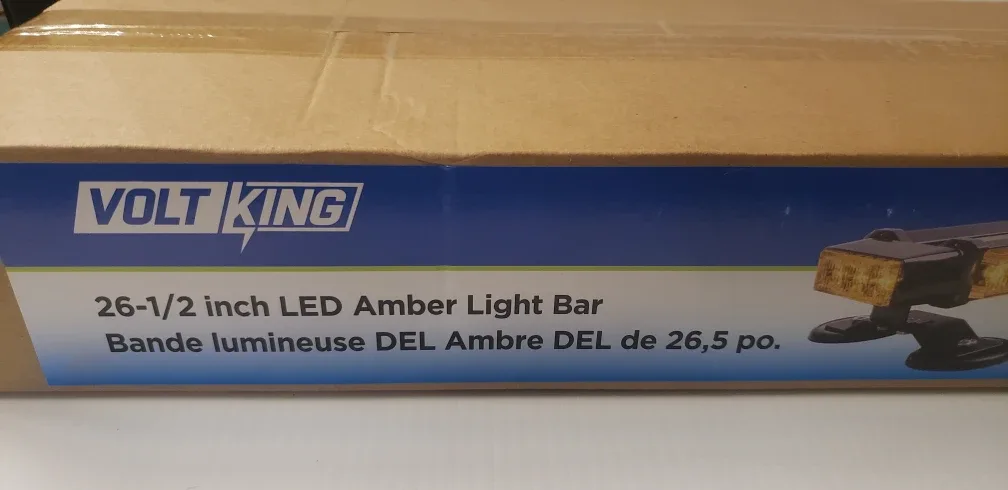 VOLT KING
26-1/2 inch LED Amber Light Bar
Bande lumineuse DEL Ambre DEL de 26,5 po.